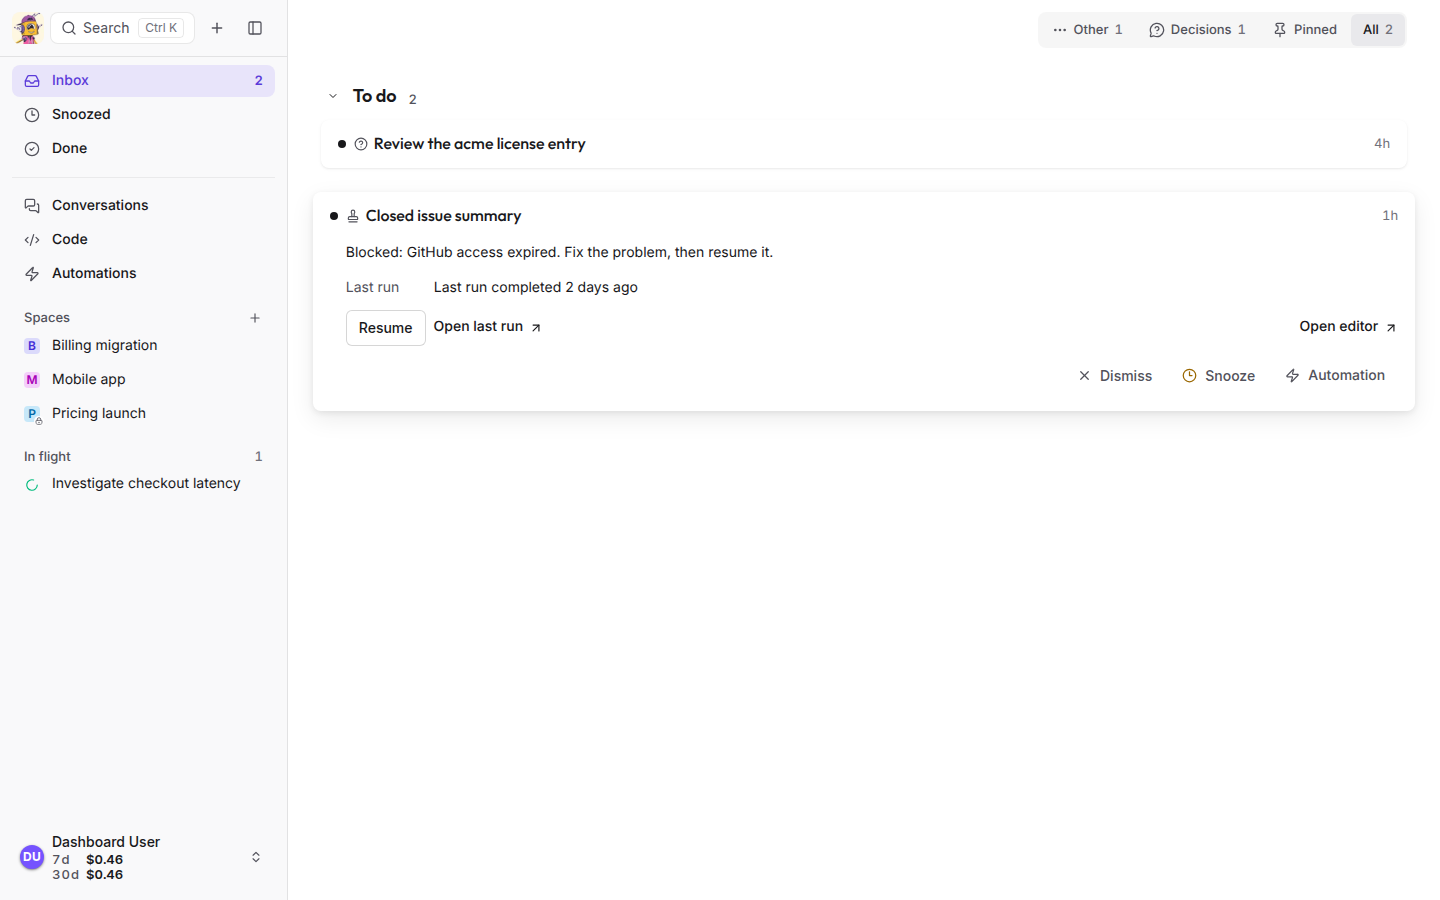 Search Ctrl K
Inbox 2
Snoozed
Done
Conversations
Code
Automations
Spaces
B Billing migration
M Mobile app
P Pricing launch
In flight 1
Investigate checkout latency
DU Dashboard User
7d $0.46
30d $0.46
Other 1 Decisions 1 Pinned All 2
To do 2
Review the acme license entry 4h
Closed issue summary 1h
Blocked: GitHub access expired. Fix the problem, then resume it.
Last run Last run completed 2 days ago
Resume Open last run Open editor
Dismiss Snooze Automation